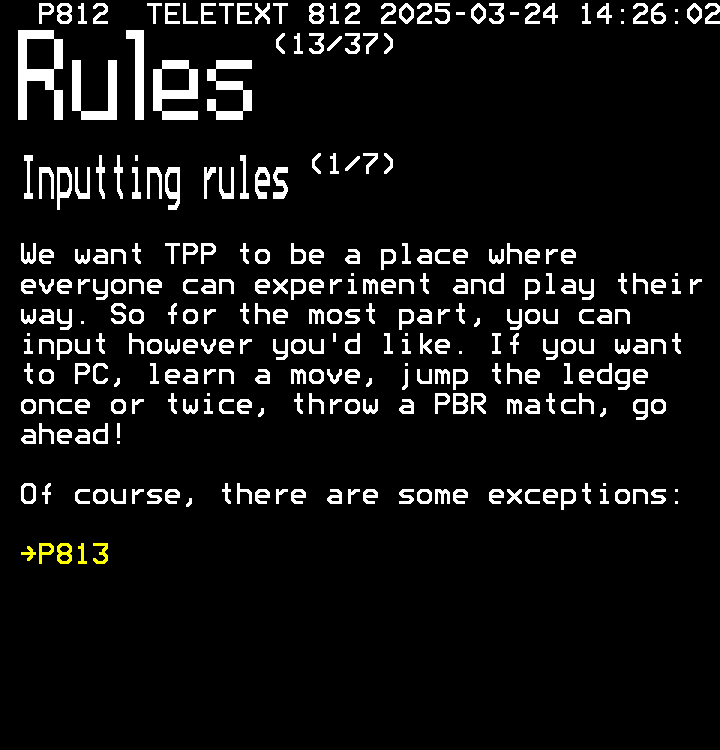 P812 TELETEXT 812 2025-03-24 14:26:02
Rules (13/37)
Inputting rules (1/7)
We want TPP to be a place where
everyone can experiment and play their
way. So for the most part, you can
input however you'd like. If you want
to PC, learn a move, jump the ledge
once or twice, throw a PBR match, go
ahead!
Of course, there are some exceptions:
→P813